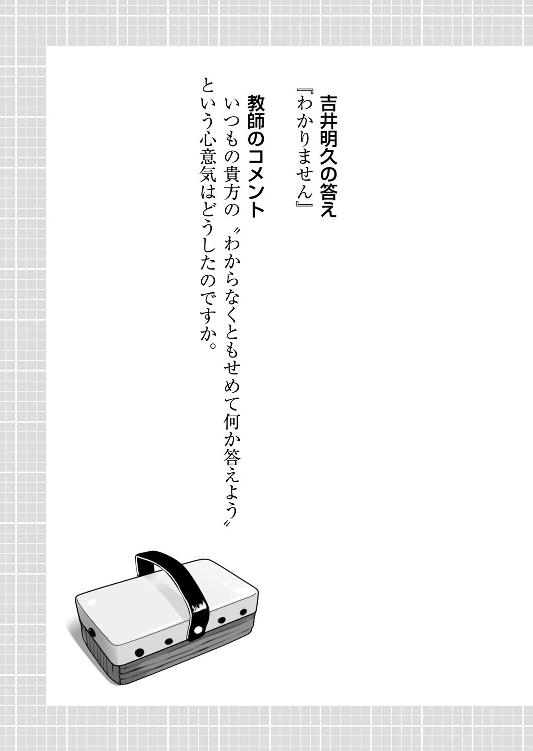 吉井明久の答え
『わかりません』
教師のコメント
いつもの貴方の〝わからなくともせめて何か答えよう〟
という心意気はどうしたのですか。